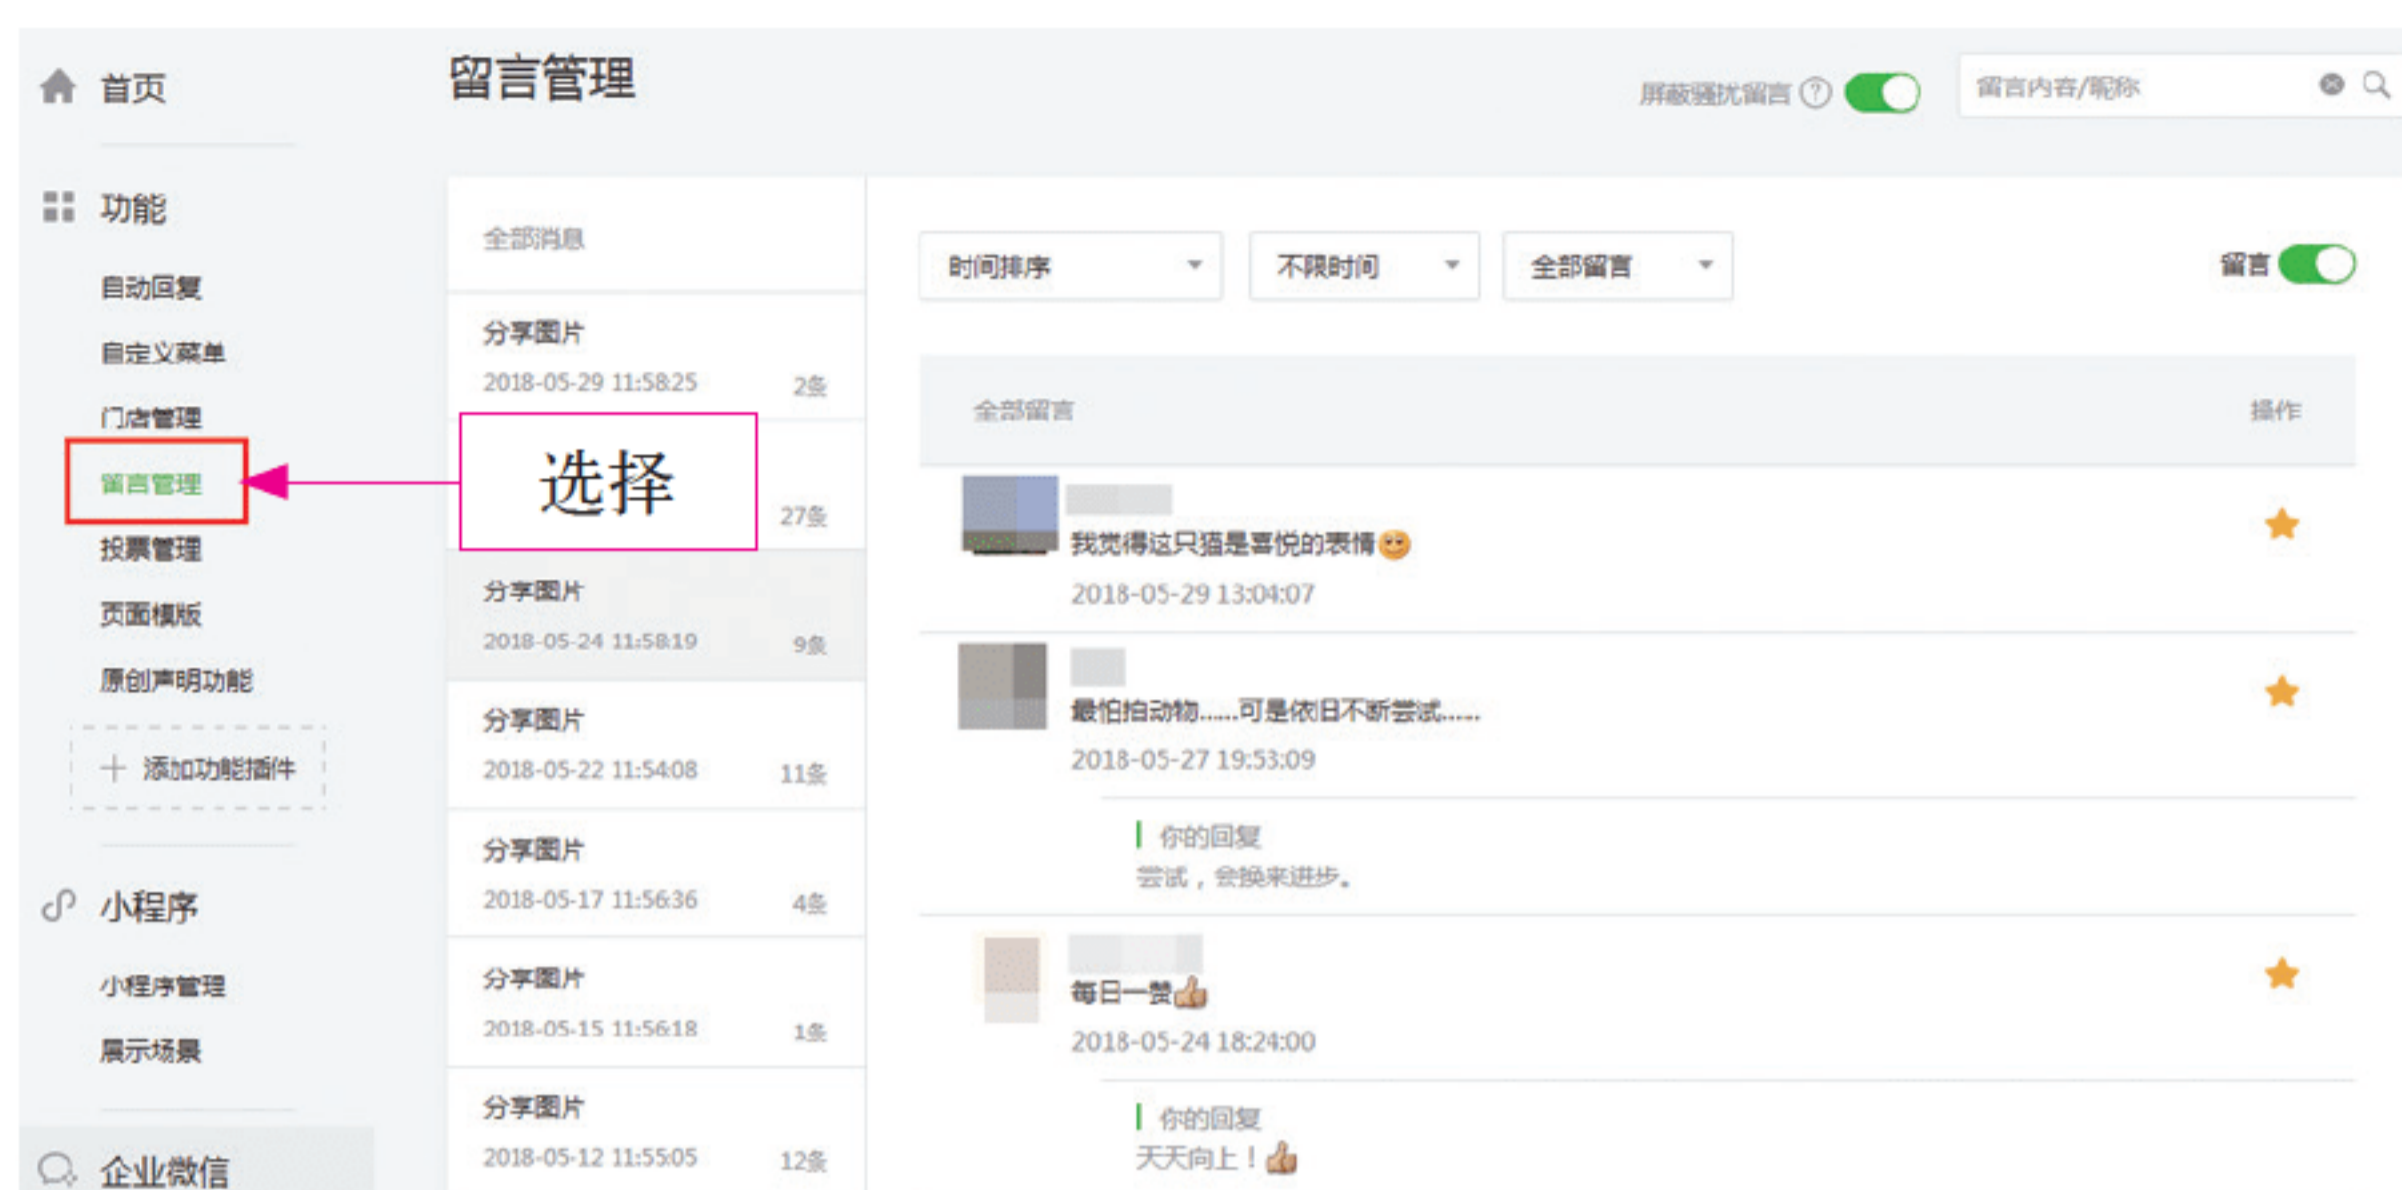 首页
功能
自动回复
自定义菜单
门店管理
留言管理
投票管理
页面模版
原创声明功能
添加功能插件
小程序
小程序管理
展示场景
企业微信
留言管理
屏蔽骚扰留言 ?
留言内容/昵称
全部消息
分享图片
2018-05-29 11:58:25 2条
选择
27条
分享图片
2018-05-24 11:58:19 9条
分享图片
2018-05-22 11:54:08 11条
分享图片
2018-05-17 11:56:36 4条
分享图片
2018-05-15 11:56:18 1条
分享图片
2018-05-12 11:55:05 12条
时间排序 不限时间 全部留言 留言
全部留言 操作
我觉得这只猫是喜悦的表情😊
2018-05-29 13:04:07
最怕拍动物……可是依旧不断尝试……
2018-05-27 19:53:09
你的回复
尝试，会换来进步。
每日一赞👍
2018-05-24 18:24:00
你的回复
天天向上！👍